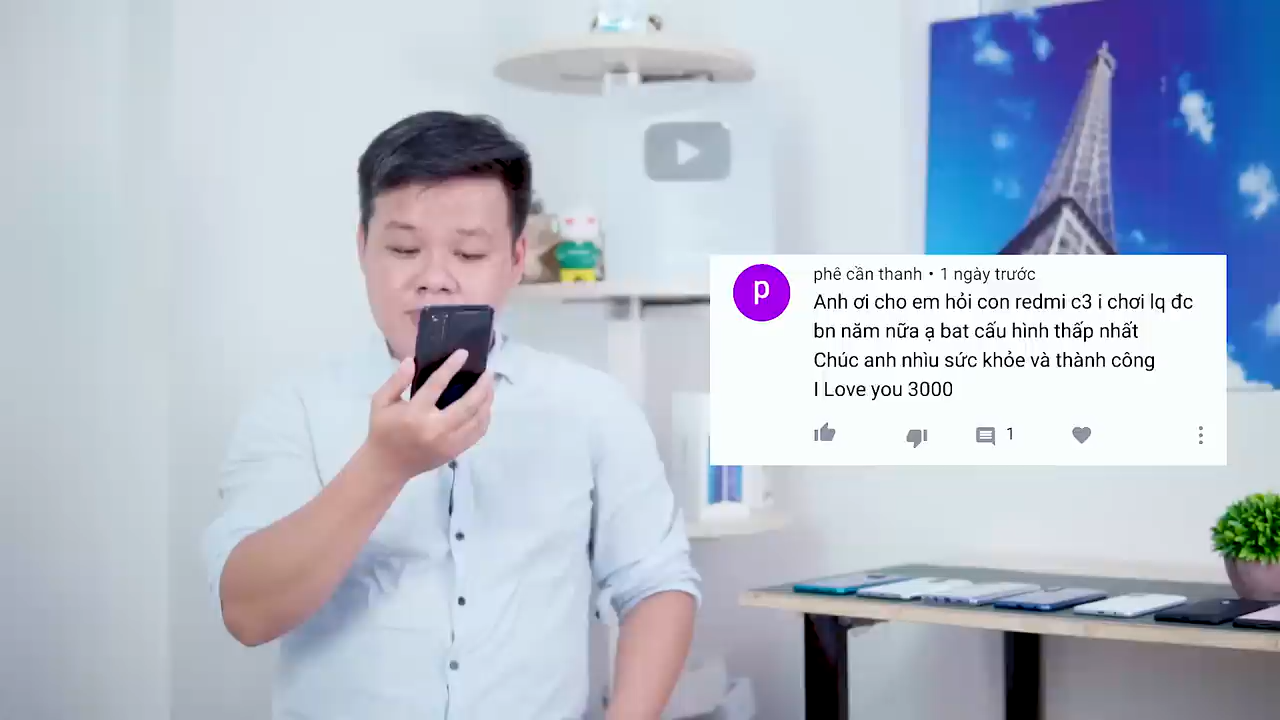 phê cần thanh • 1 ngày trước
Anh ơi cho em hỏi con redmi c3 i chơi lq đc
bn năm nữa ạ bat cấu hình thấp nhất
Chúc anh nhìu sức khỏe và thành công
I Love you 3000
1